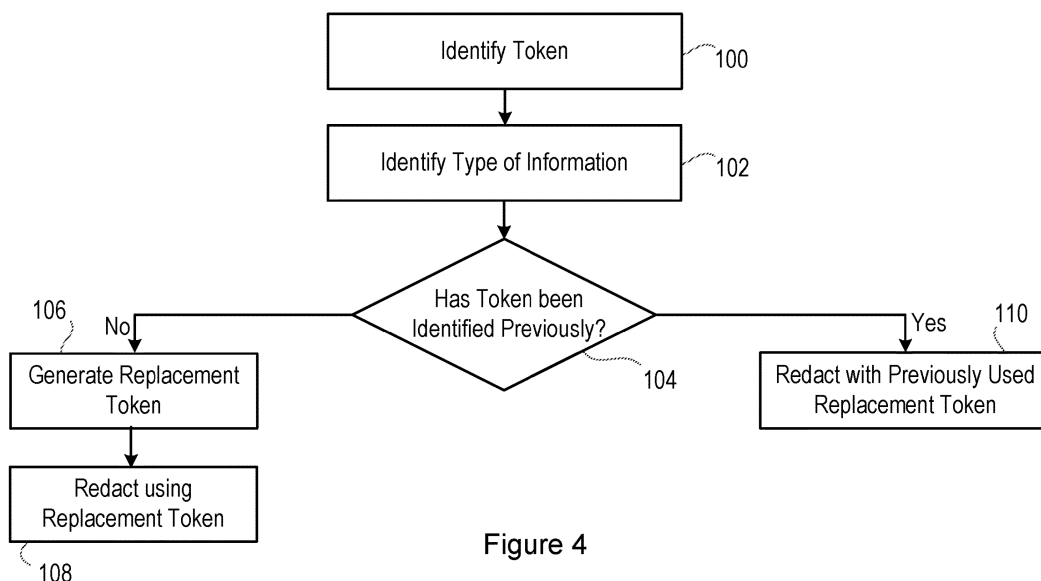 Identify Token
100
Identify Type of Information
102
Has Token been
Identified Previously?
104
No
Yes
106
Generate Replacement
Token
110
Redact with Previously Used
Replacement Token
Redact using
Replacement Token
108
Figure 4